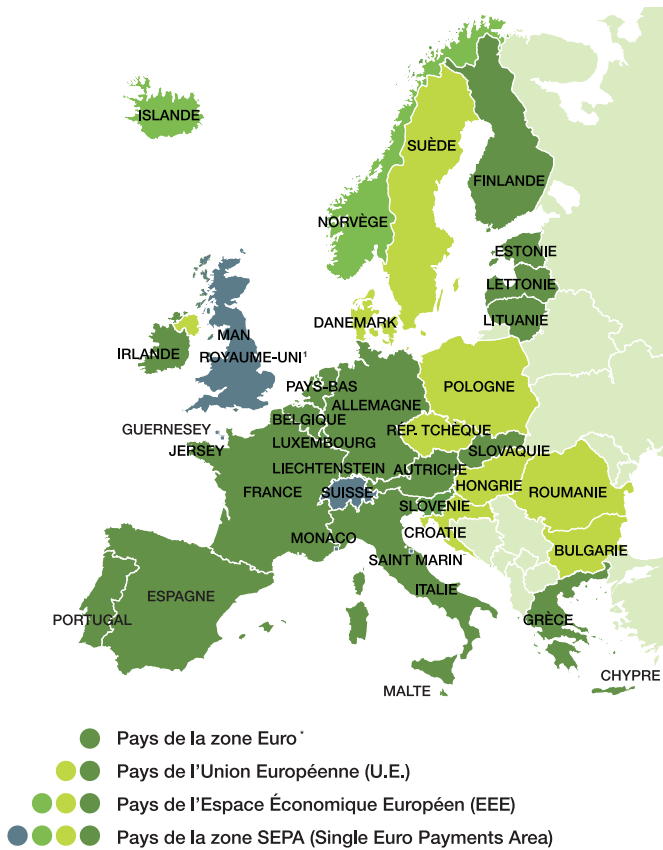 ISLANDE
SUÈDE
FINLANDE
NORVÈGE
ESTONIE
LETTONIE
LITUANIE
DANEMARK
MAN
IRLANDE
ROYAUME-UNI¹
PAYS-BAS
POLOGNE
ALLEMAGNE
BELGIQUE
GUERNESEY
RÉP. TCHÈQUE
LUXEMBOURG
JERSEY
SLOVAQUIE
LIECHTENSTEIN
AUTRICHE
HONGRIE
FRANCE
SUISSE
ROUMANIE
SLOVENIE
CROATIE
MONACO
BULGARIE
SAINT MARIN
ITALIE
ESPAGNE
PORTUGAL
GRÈCE
CHYPRE
MALTE
Pays de la zone Euro*
Pays de l'Union Européenne (U.E.)
Pays de l'Espace Économique Européen (EEE)
Pays de la zone SEPA (Single Euro Payments Area)